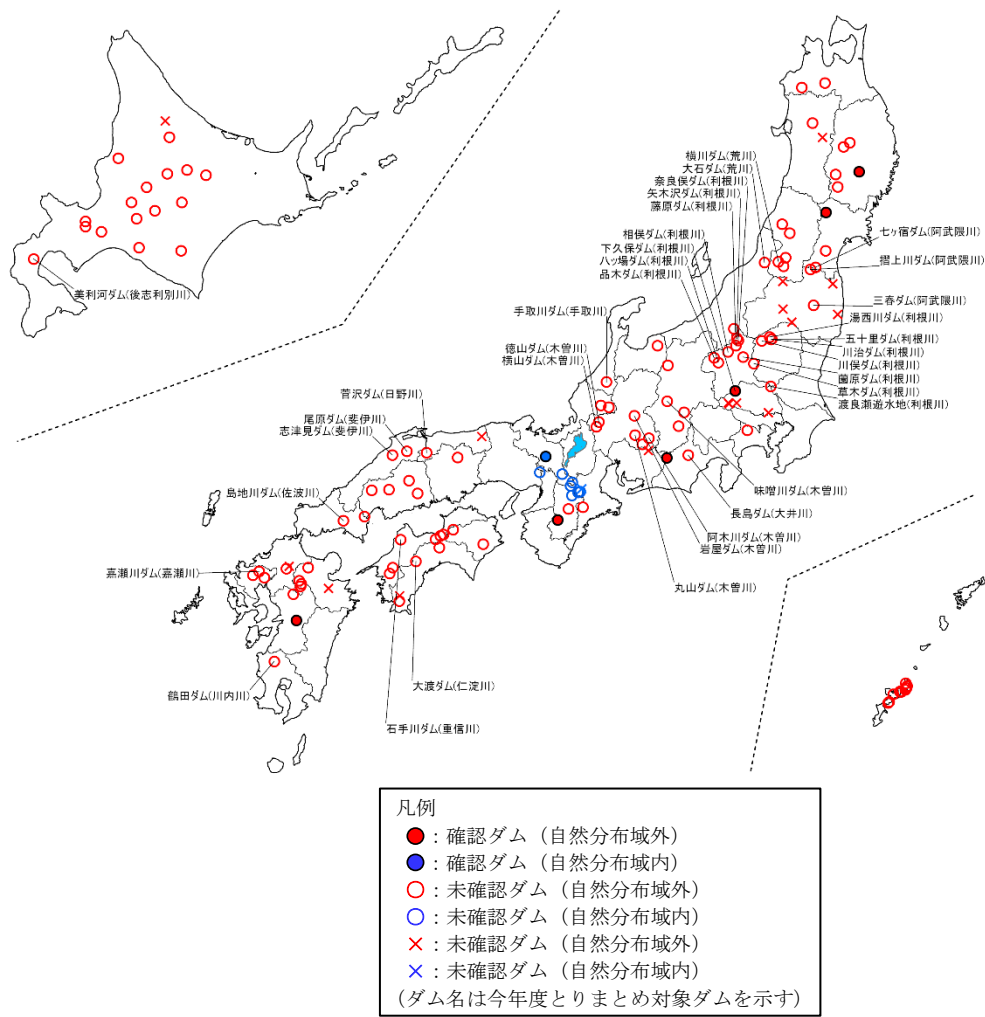 横川ダム(荒川)
大石ダム(荒川)
奈良俣ダム(利根川)
矢木沢ダム(利根川)
藤原ダム(利根川)
相俣ダム(利根川)
下久保ダム(利根川)
八ッ場ダム(利根川)
品木ダム(利根川)
七ヶ宿ダム(阿武隈川)
摺上川ダム(阿武隈川)
三春ダム(阿武隈川)
湯西川ダム(利根川)
五十里ダム(利根川)
川治ダム(利根川)
川俣ダム(利根川)
薗原ダム(利根川)
草木ダム(利根川)
渡良瀬遊水地(利根川)
美利河ダム(後志利別川)
手取川ダム(手取川)
徳山ダム(木曽川)
横山ダム(木曽川)
菅沢ダム(日野川)
尾原ダム(斐伊川)
志津見ダム(斐伊川)
島地川ダム(佐波川)
嘉瀬川ダム(嘉瀬川)
味噌川ダム(木曽川)
長島ダム(大井川)
阿木川ダム(木曽川)
岩屋ダム(木曽川)
丸山ダム(木曽川)
大渡ダム(仁淀川)
鶴田ダム(川内川)
石手川ダム(重信川)
凡例
：確認ダム（自然分布域外）
：確認ダム（自然分布域内）
：未確認ダム（自然分布域外）
：未確認ダム（自然分布域内）
：未確認ダム（自然分布域外）
：未確認ダム（自然分布域内）
（ダム名は今年度とりまとめ対象ダムを示す）